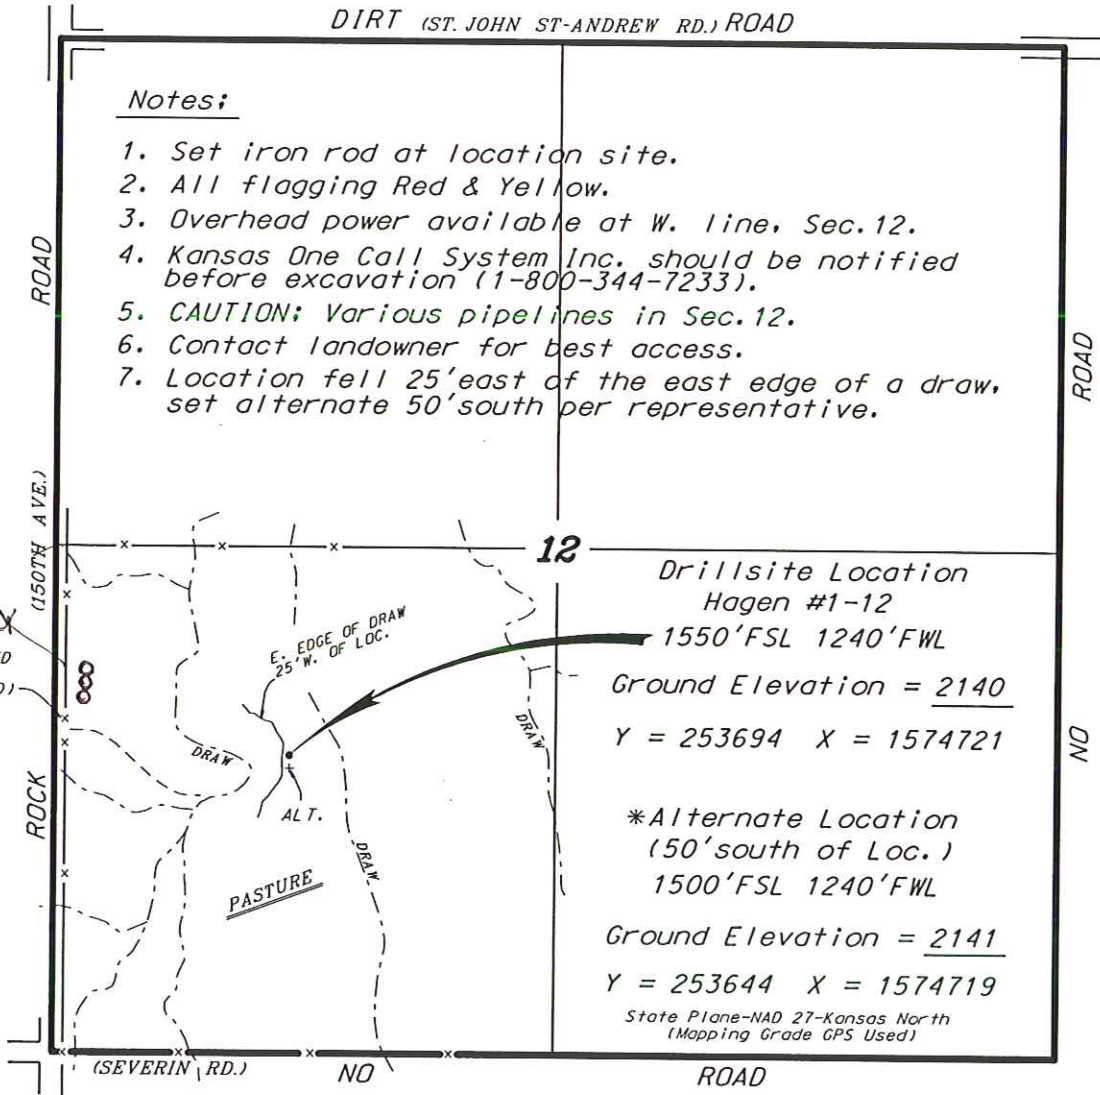 DIRT (ST. JOHN ST-ANDREW RD.) ROAD
Notes:
1. Set iron rod at location site.
2. All flagging Red & Yellow.
3. Overhead power available at W. line, Sec. 12.
4. Kansas One Call System Inc. should be notified
before excavation (1-800-344-7233).
5. CAUTION: Various pipelines in Sec. 12.
6. Contact landowner for best access.
7. Location fell 25' east of the east edge of a draw,
set alternate 50' south per representative.
ROAD
(150TH AVE.)
ROCK
ROAD
NO
12
E. EDGE OF DRAW
25' W. OF LOC.
DRAW
ALT.
DRAW
DRAW
PASTURE
Drillsite Location
Hagen #1-12
1550' FSL 1240' FWL
Ground Elevation = 2140
Y = 253694 X = 1574721
*Alternate Location
(50' south of Loc.)
1500' FSL 1240' FWL
Ground Elevation = 2141
Y = 253644 X = 1574719
State Plane-NAD 27-Kansas North
(Mapping Grade GPS Used)
(SEVERIN RD.) NO ROAD